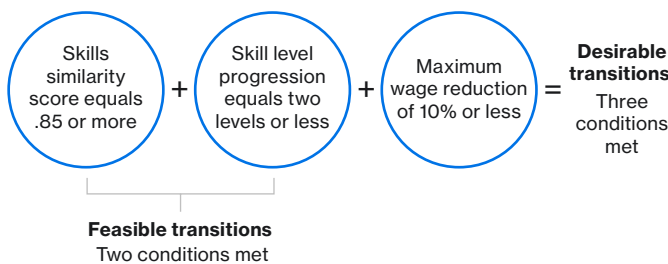 Skills
similarity
score equals
.85 or more
+
Skill level
progression
equals two
levels or less
+
Maximum
wage reduction
of 10% or less
=
Desirable
transitions
Three
conditions
met
Feasible transitions
Two conditions met